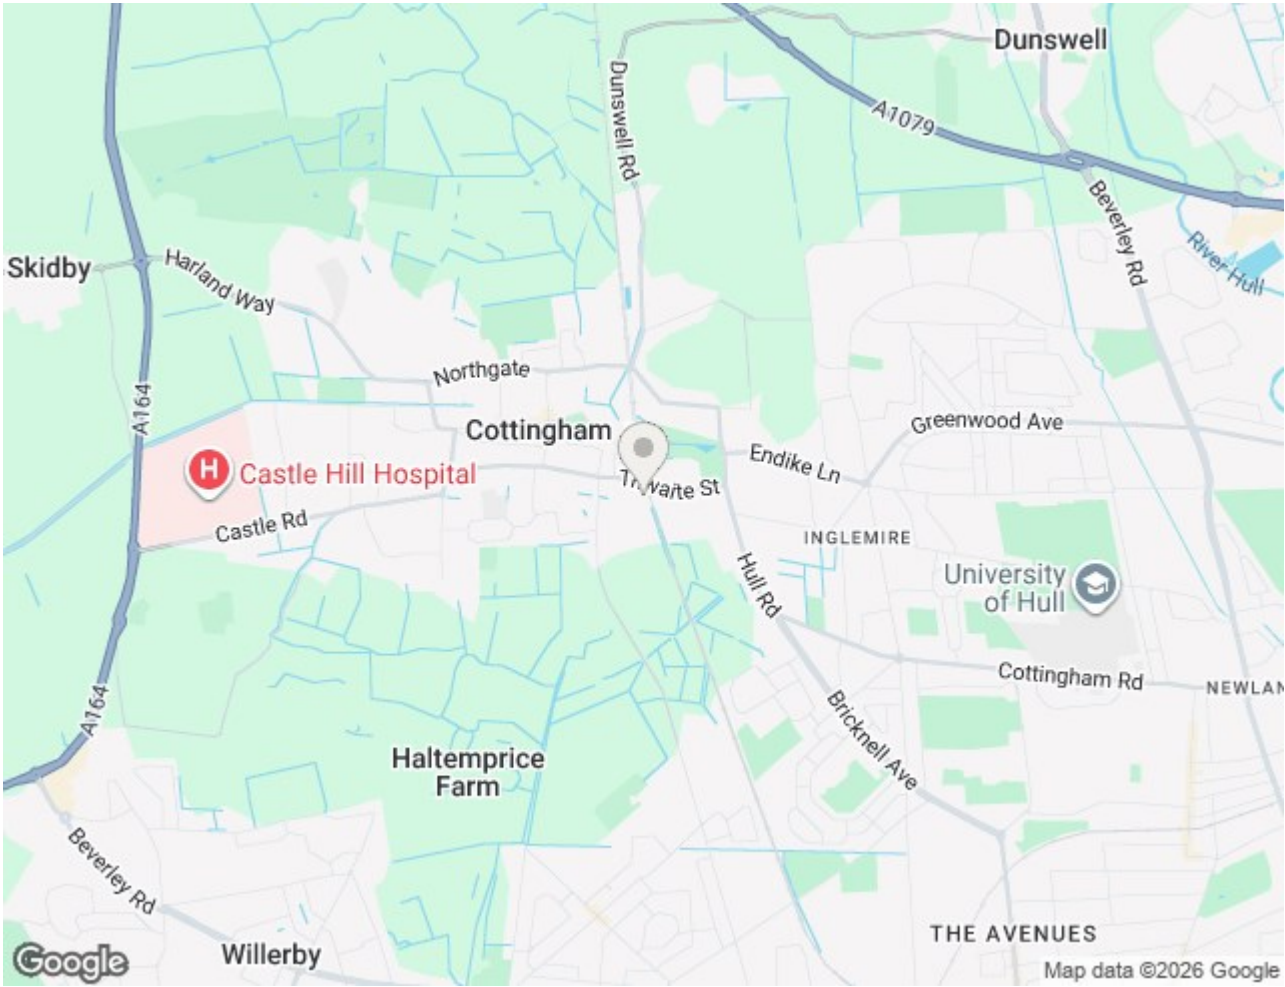 Dunswell
A1079
Dunswell Rd
Beverley Rd
River Hull
Skidby
Harland Way
Northgate
A164
Cottingham
Greenwood Ave
Endike Ln
Castle Hill Hospital
St
Castle Rd
INGLEMIRE
University
of Hull
Hull Rd
Cottingham Rd
NEWLAN
A164
Bricknell Ave
Haltemprice
Farm
Beverley Rd
Willerby
THE AVENUES
Google
Map data ©2026 Google